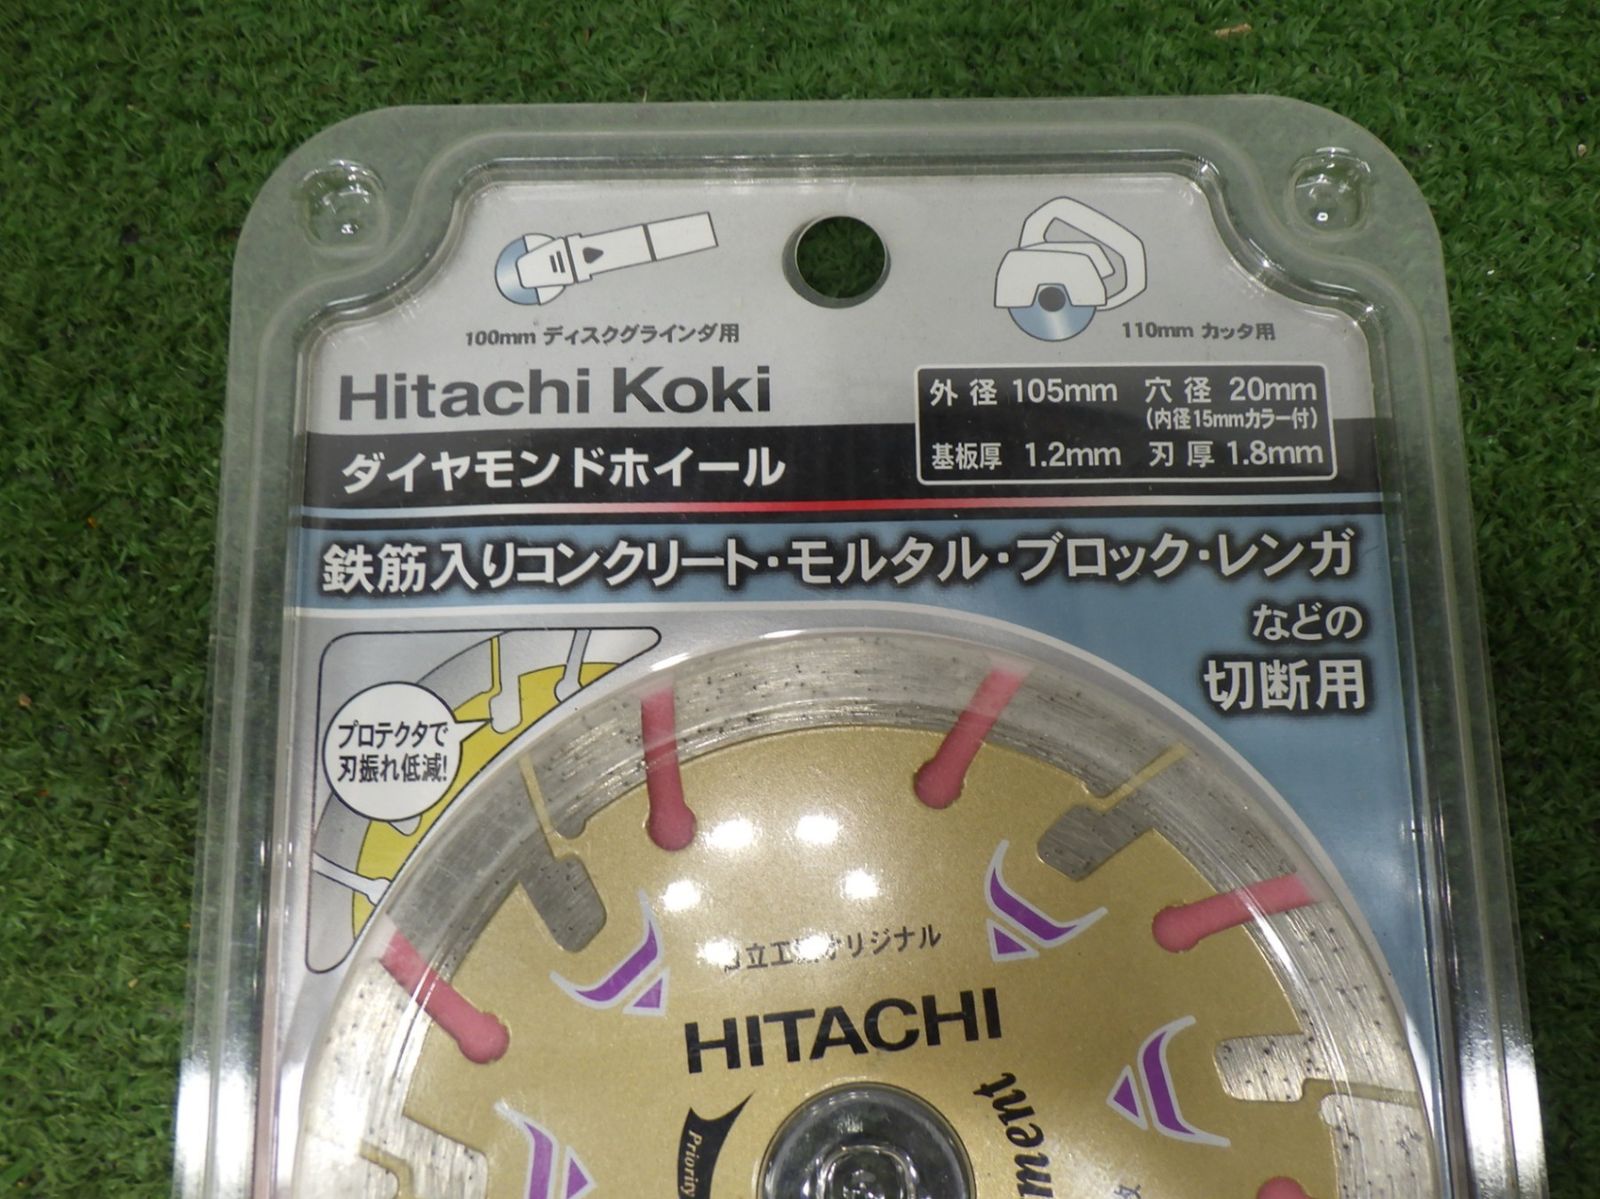 100mm ディスクグラインダ用
110mm カッタ用
Hitachi Koki
外径 105mm 穴径 20mm
(内径15mmカラー付)
基板厚 1.2mm 刃厚 1.8mm
ダイヤモンドホイール
鉄筋入りコンクリート・モルタル・ブロック・レンガ
などの
切断用
プロテクタで
刃振れ低減!
立工 オリジナル
HITACHI
Priority